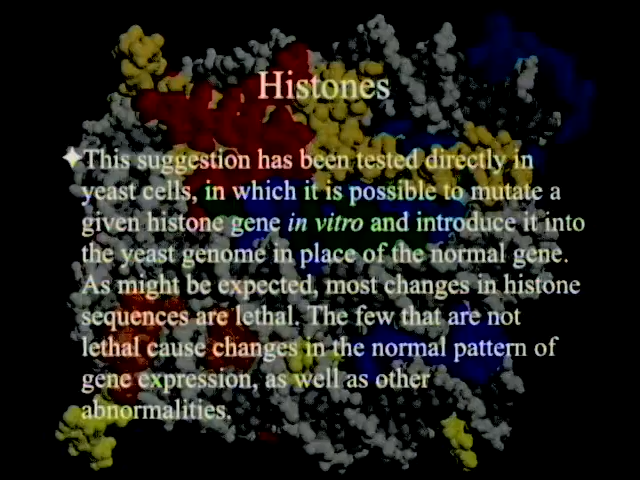 Histones
This suggestion has been tested directly in
yeast cells, in which it is possible to mutate a
given histone gene in vitro and introduce it into
the yeast genome in place of the normal gene.
As might be expected, most changes in histone
sequences are lethal. The few that are not
lethal cause changes in the normal pattern of
gene expression, as well as other
abnormalities.